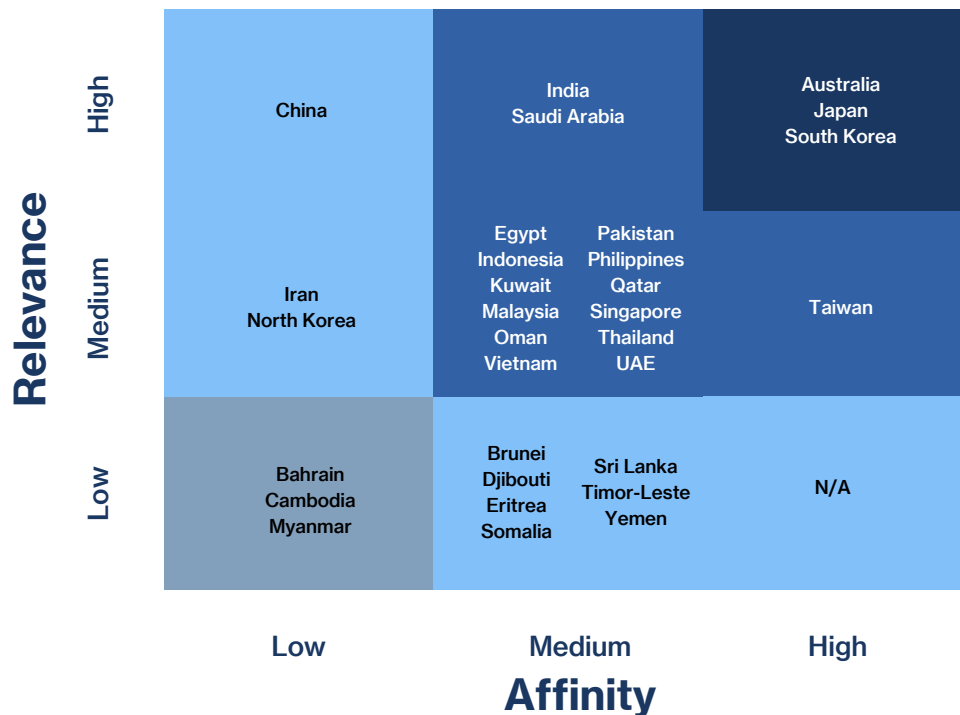 Relevance
High
China
India
Saudi Arabia
Australia
Japan
South Korea
Medium
Iran
North Korea
Egypt
Indonesia
Kuwait
Malaysia
Oman
Vietnam
Pakistan
Philippines
Qatar
Singapore
Thailand
UAE
Taiwan
Low
Bahrain
Cambodia
Myanmar
Brunei
Djibouti
Eritrea
Somalia
Sri Lanka
Timor-Leste
Yemen
N/A
Low
Medium
High
Affinity